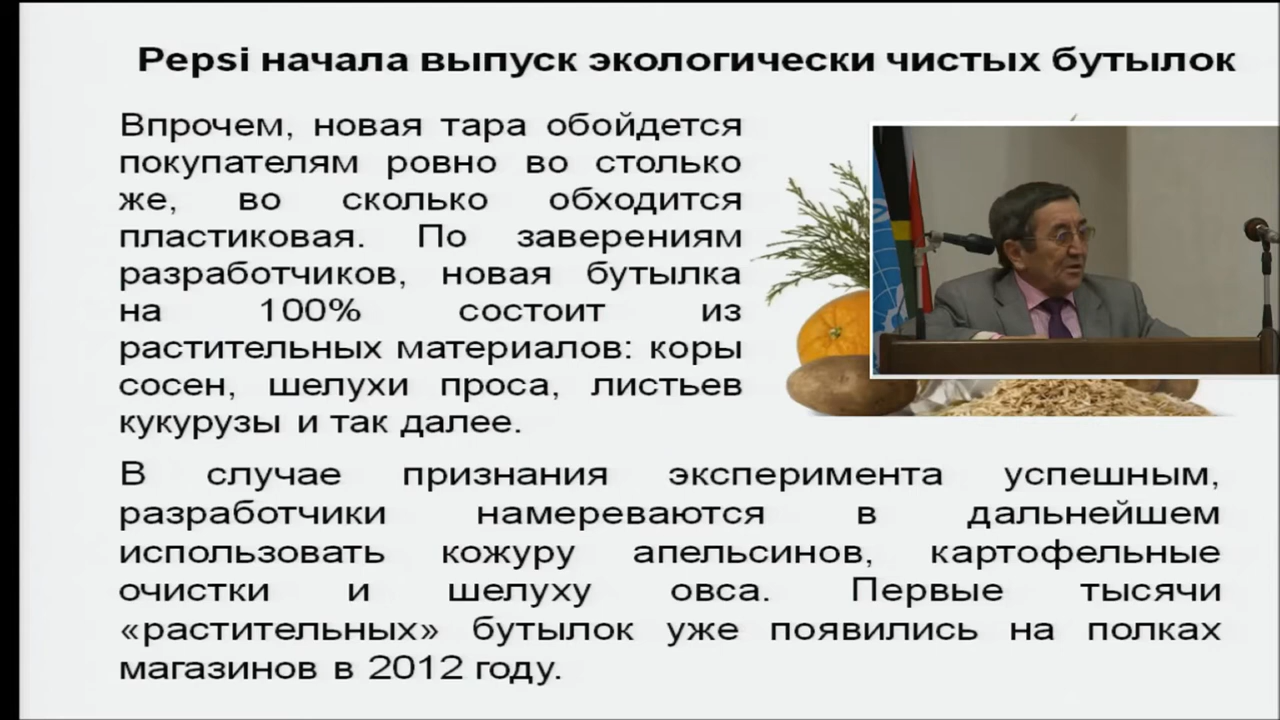 Pepsi начала выпуск экологически чистых бутылок
Впрочем, новая тара обойдется
покупателям ровно во столько
же, во сколько обходится
пластиковая. По заверениям
разработчиков, новая бутылка
на 100% состоит из
растительных материалов: коры
сосен, шелухи проса, листьев
кукурузы и так далее.
В случае признания эксперимента успешным,
разработчики намереваются в дальнейшем
использовать кожуру апельсинов, картофельные
очистки и шелуху овса. Первые тысячи
«растительных» бутылок уже появились на полках
магазинов в 2012 году.